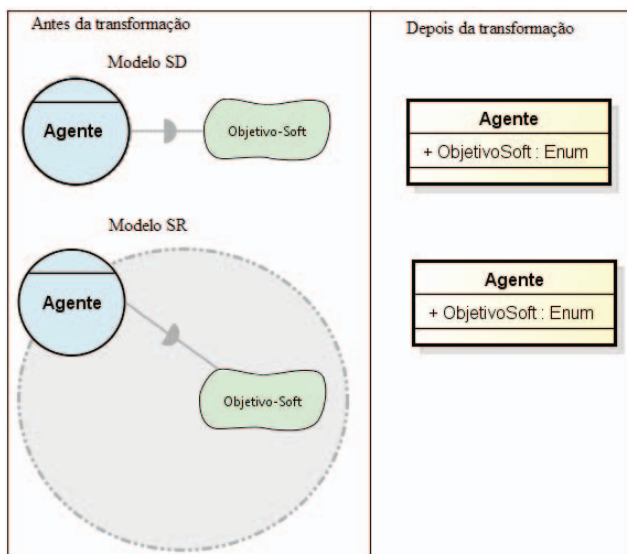 Antes da transformação
Modelo SD
Agente
Objetivo-Soft
Modelo SR
Agente
Objetivo-Soft
Depois da transformação
Agente
+ ObjetivoSoft : Enum
Agente
+ ObjetivoSoft : Enum